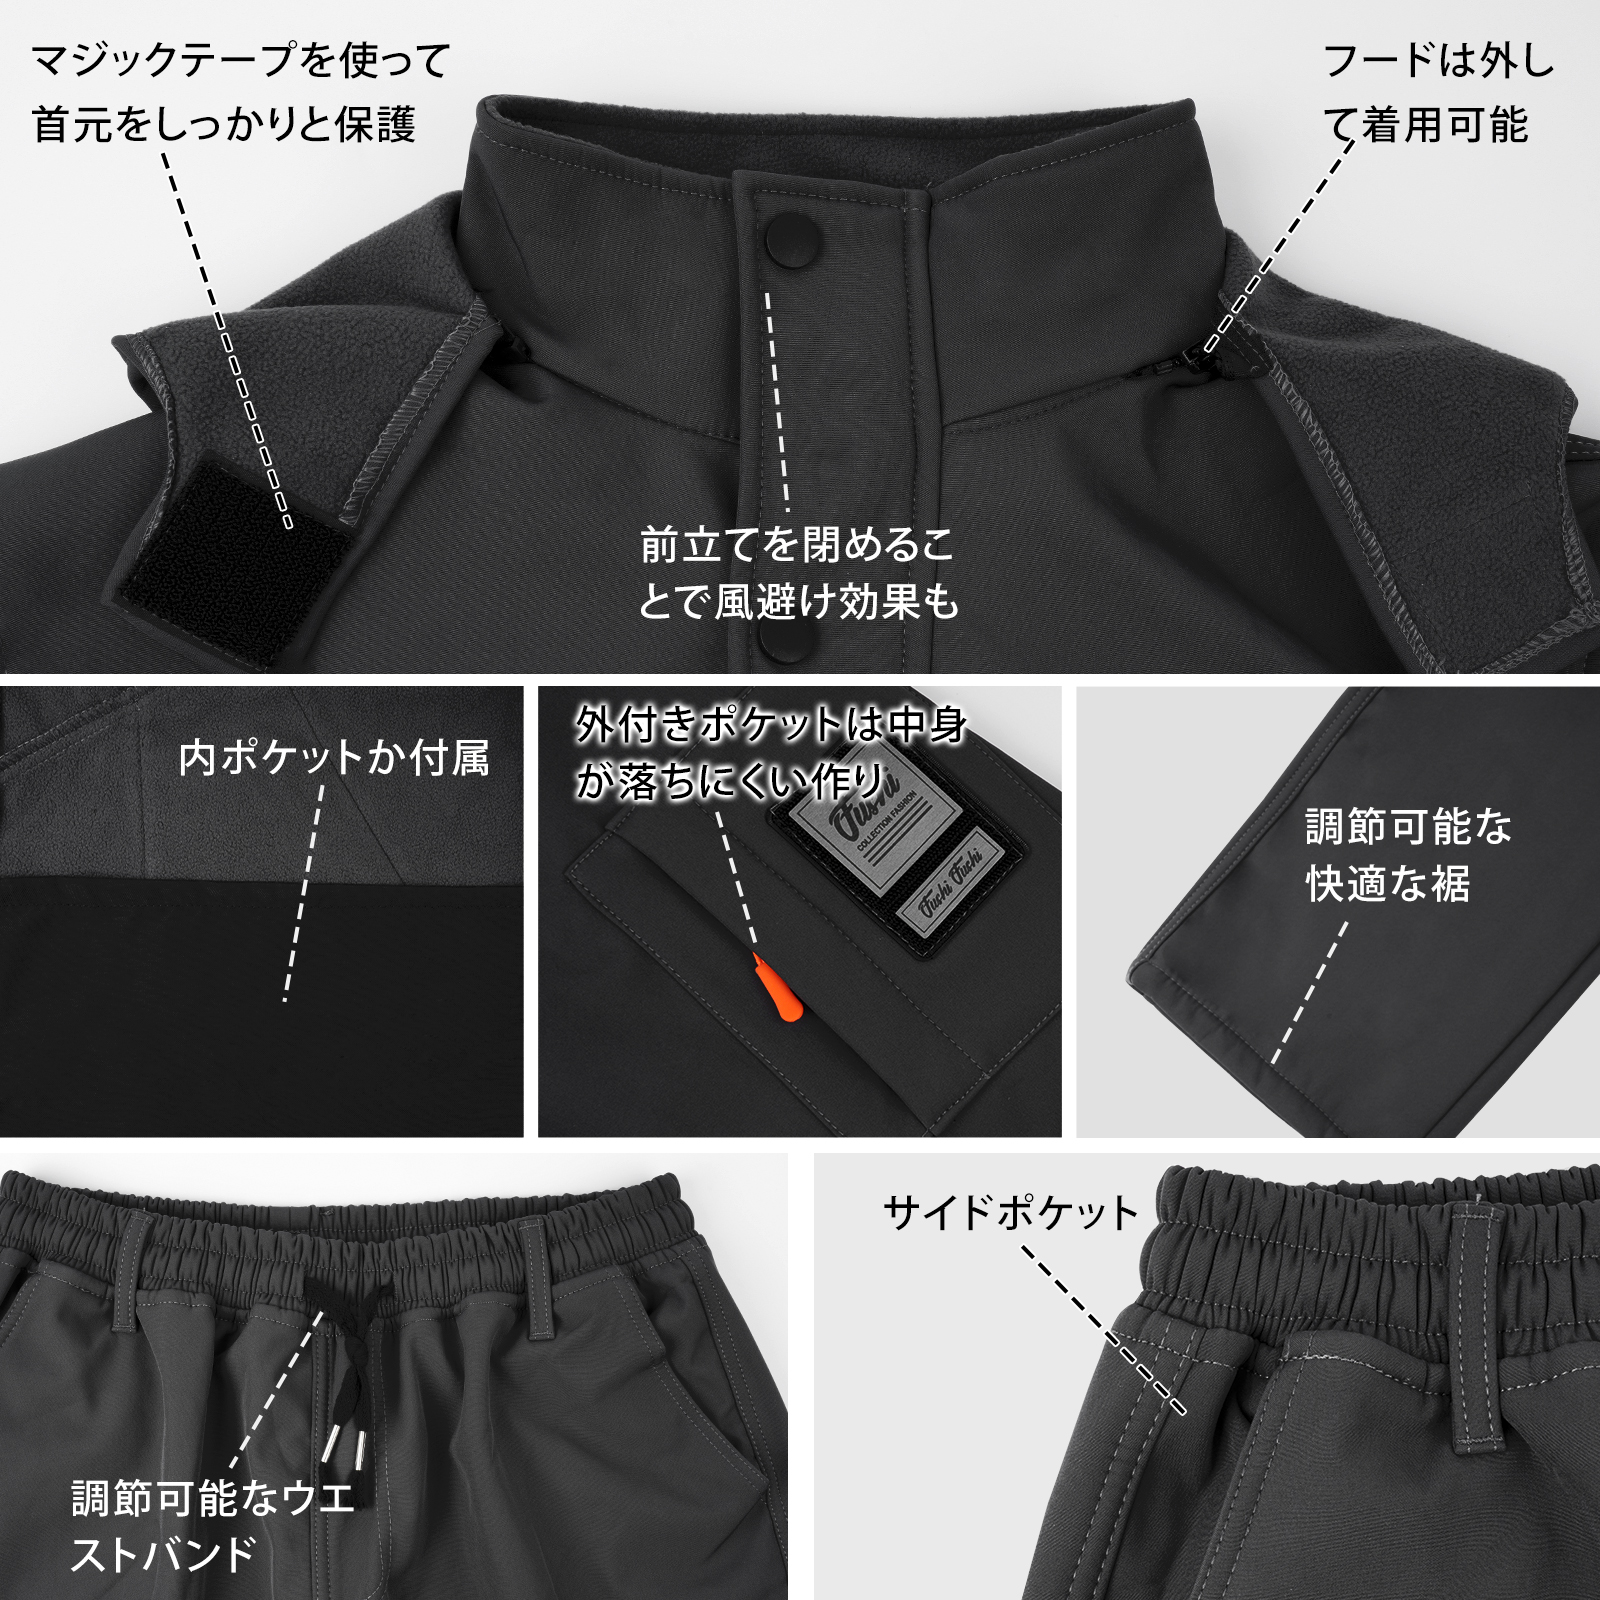 マジックテープを使って
首元をしっかりと保護
フードは外し
て着用可能
前立てを閉めるこ
とで風避け効果も
内ポケットか付属
外付きポケットは中身
が落ちにくい作り
Fushi
COLLECTION FASHION
Fushi Fushi
調節可能な
快適な裾
調節可能なウエ
ストバンド
サイドポケット